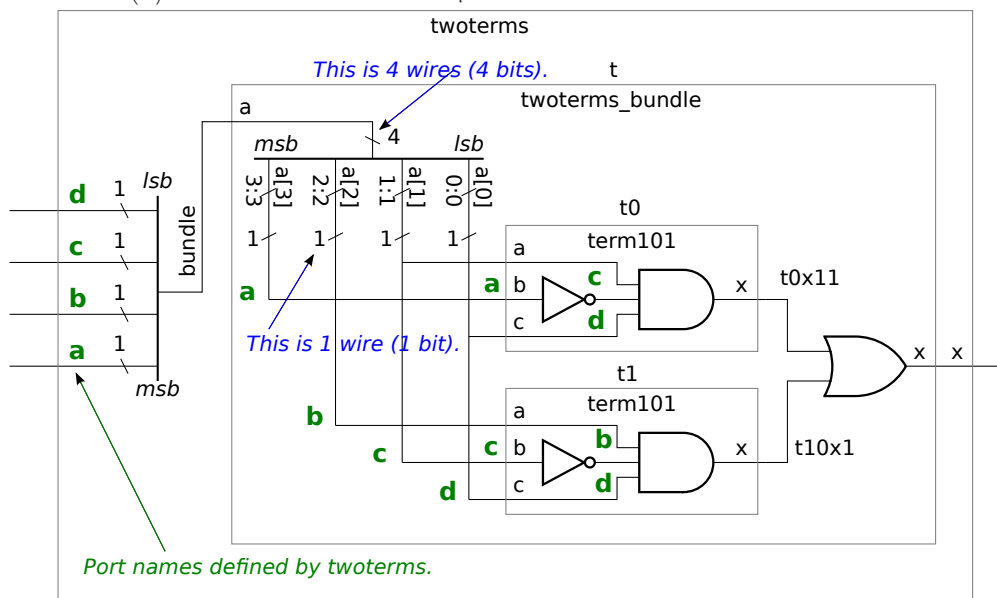 twoterms
This is 4 wires (4 bits).
t
twoterms_bundle
a
4
msb
lsb
3:3
a[3]
2:2
a[2]
1:1
a[1]
0:0
a[0]
1
1
1
1
d
1
lsb
c
1
b
1
a
1
msb
bundle
t0
term101
a
a
a
b
c
c
d
x
t0x11
This is 1 wire (1 bit).
t1
term101
a
b
b
c
c
b
d
c
d
x
t10x1
x
x
Port names defined by twoterms.